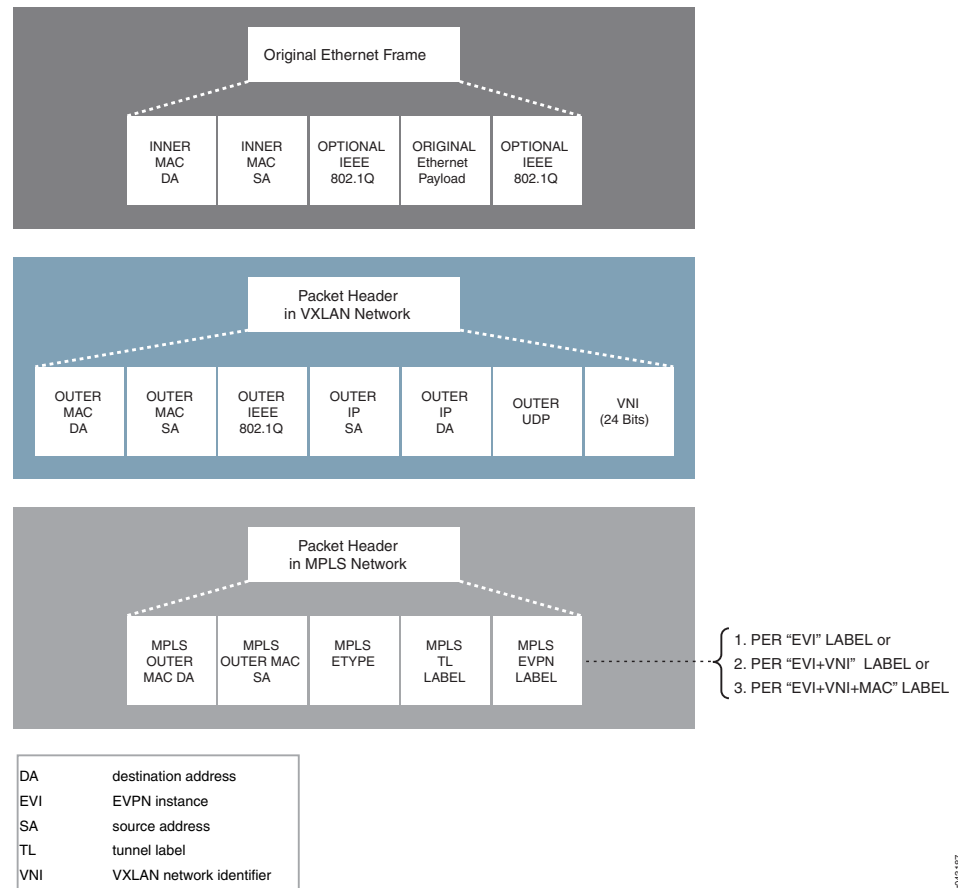 Original Ethernet Frame
INNER
MAC
DA
INNER
MAC
SA
OPTIONAL
IEEE
802.1Q
ORIGINAL
Ethernet
Payload
OPTIONAL
IEEE
802.1Q
Packet Header
in VXLAN Network
OUTER
MAC
DA
OUTER
MAC
SA
OUTER
IEEE
802.1Q
OUTER
IP
SA
OUTER
IP
DA
OUTER
UDP
VNI
(24 Bits)
Packet Header
in MPLS Network
MPLS
OUTER
MAC DA
MPLS
OUTER MAC
SA
MPLS
ETYPE
MPLS
TL
LABEL
MPLS
EVPN
LABEL
1. PER “EVI” LABEL or
2. PER “EVI+VNI” LABEL or
3. PER “EVI+VNI+MAC” LABEL
DA destination address
EVI EVPN instance
SA source address
TL tunnel label
VNI VXLAN network identifier